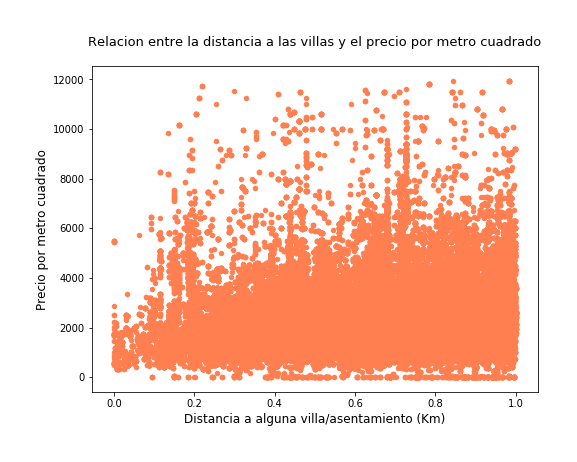 Relacion entre la distancia a las villas y el precio por metro cuadrado
Precio por metro cuadrado
12000
10000
8000
6000
4000
2000
0
0.0 0.2 0.4 0.6 0.8 1.0
Distancia a alguna villa/asentamiento (Km)